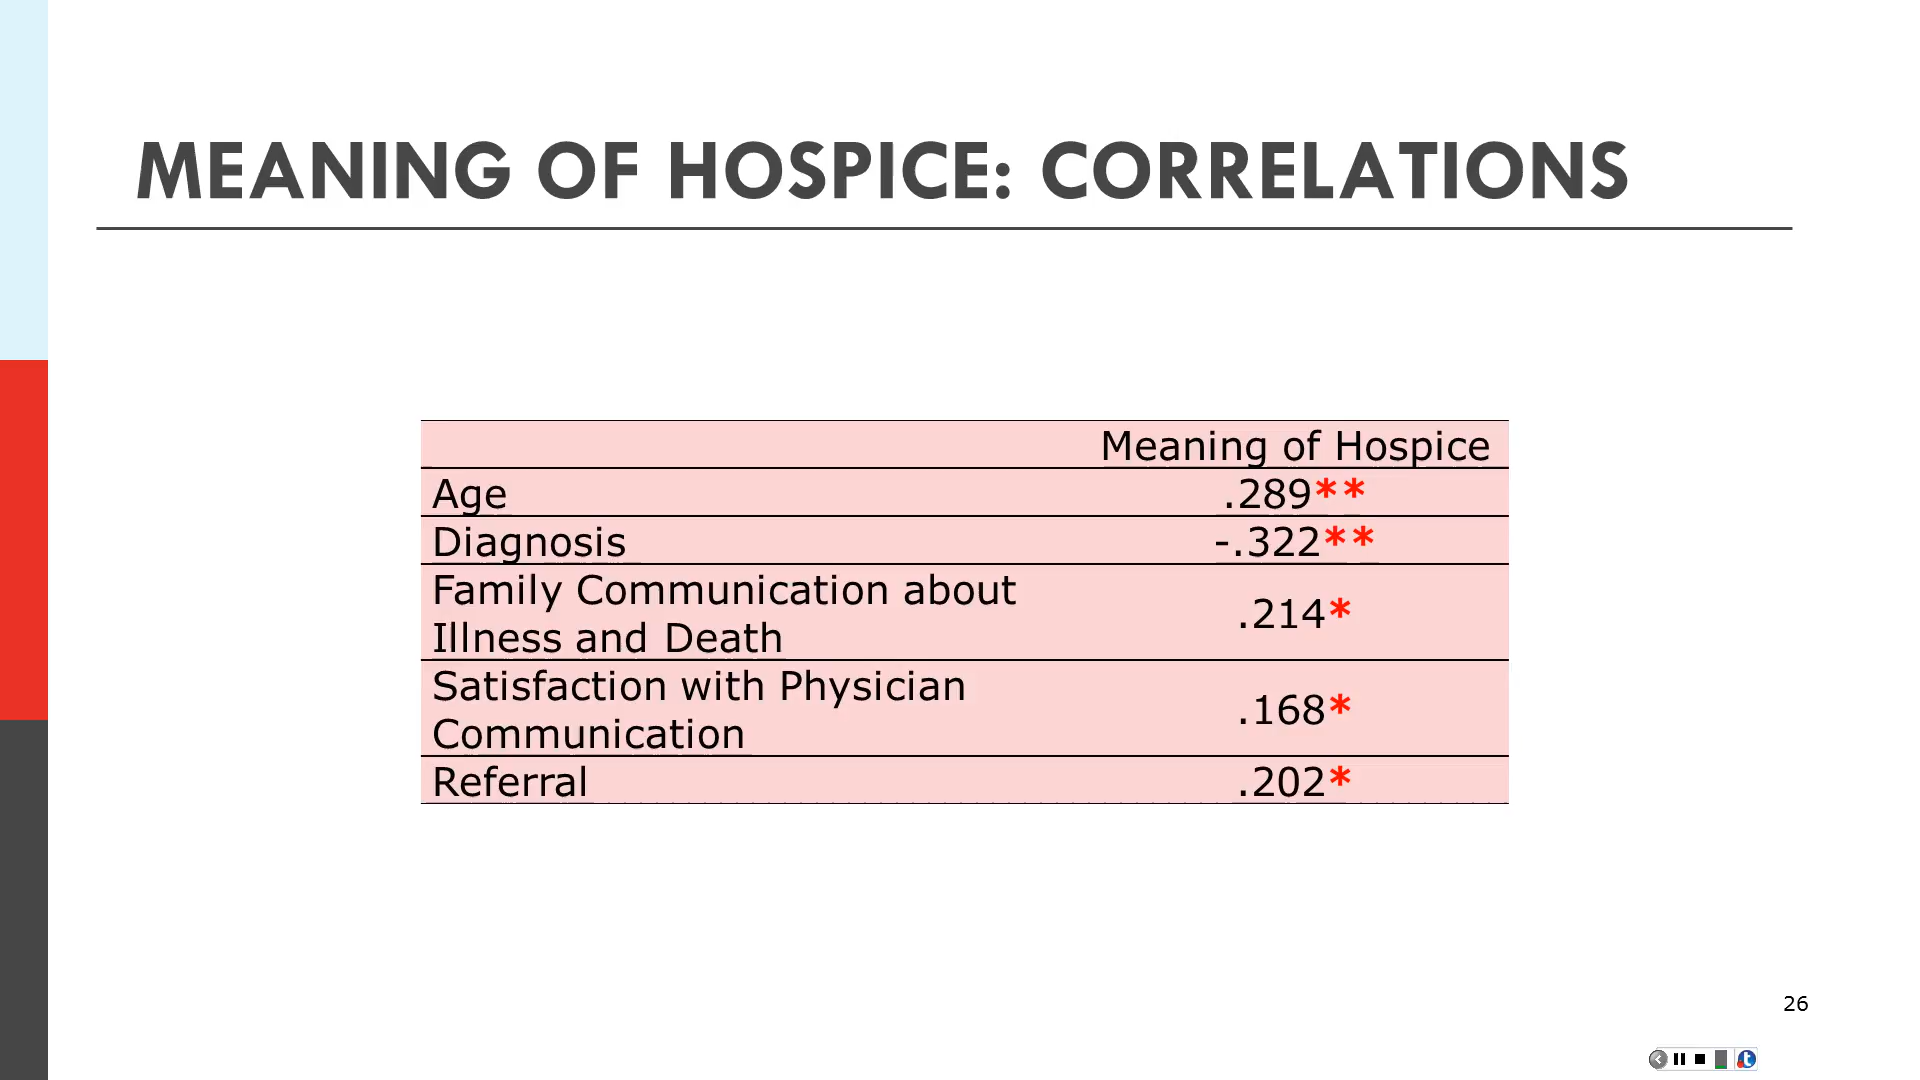 MEANING OF HOSPICE: CORRELATIONS
Meaning of Hospice
Age .289**
Diagnosis -.322**
Family Communication about
Illness and Death .214*
Satisfaction with Physician
Communication .168*
Referral .202*
26